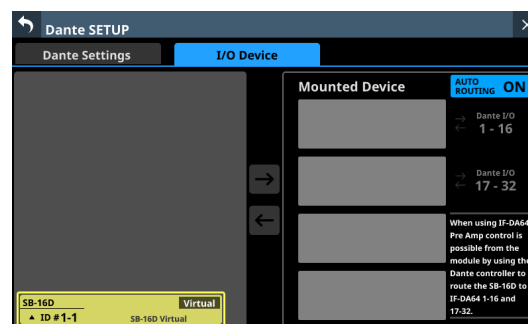 Dante SETUP
Dante Settings
I/O Device
Mounted Device
AUTO
ROUTING ON
Dante I/O
1 - 16
Dante I/O
17 - 32
When using IF-DA64
Pre Amp control is
possible from the
module by using the
Dante controller to
route the SB-16D to
IF-DA64 1-16 and
17-32.
SB-16D
Virtual
▲ ID # 1-1
SB-16D Virtual